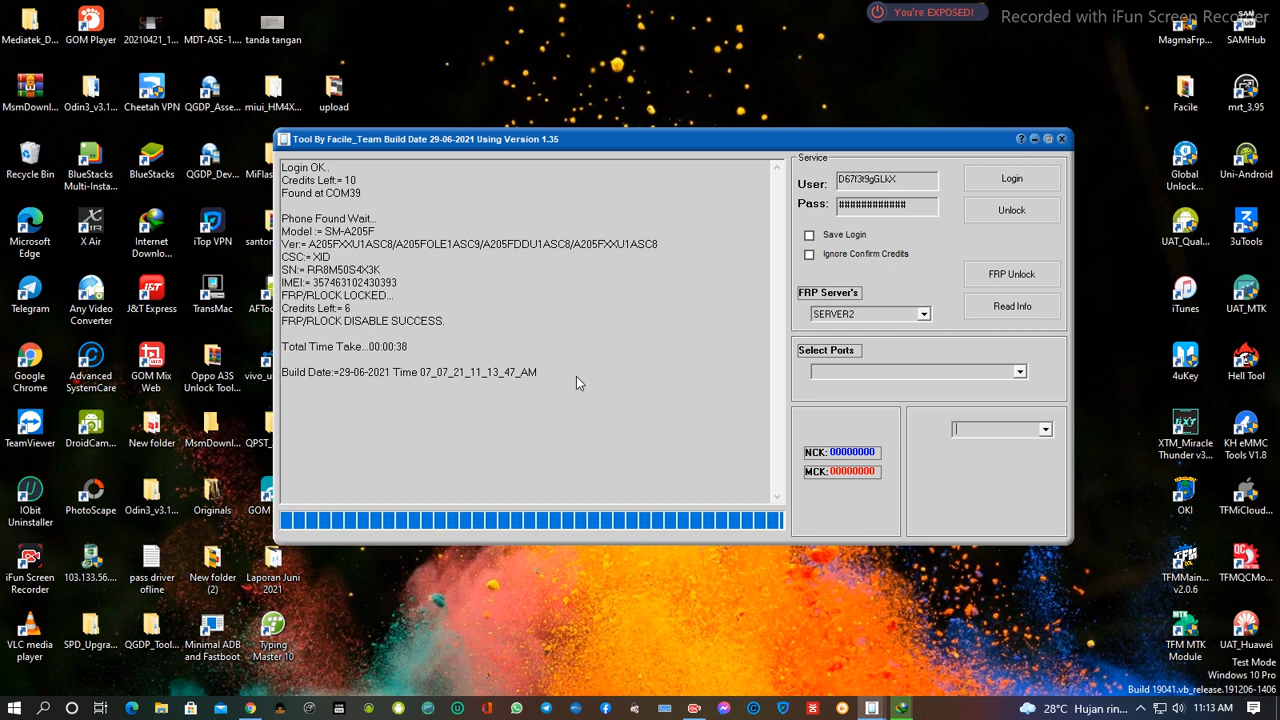 You're EXPOSED!
Recorded with iFun Screen Recorder
Mediatek_D...
GOM Player
20210421_1...
MDT-ASE-1....
tanda tangan
MagmaFrp...
SAMHub
MsmDownl...
Odin3_v3.1...
Cheetah VPN
QGDP_Asse...
miui_HM4X...
upload
Facile
mrt_3.95
Recycle Bin
BlueStacks Multi-Insta...
BlueStacks
QGDP_Dev...
MiFlas
Global Unlock...
Uni-Android
Microsoft Edge
X Air
Internet Downlo...
iTop VPN
santon
UAT_Qual...
3uTools
Telegram
Any Video Converter
J&T Express
TransMac
AFToo
iTunes
UAT_MTK
Google Chrome
Advanced SystemCare
GOM Mix Web
Oppo A3S Unlock Tool...
vivo_u
4uKey
Hell Tool
TeamViewer
DroidCam...
New folder
MsmDownl...
QPST_
XTM_Miracle Thunder v3...
KH eMMC Tools V1.8
IObit Uninstaller
PhotoScape
Odin3_v3.1...
Originals
GOM
OKI
TFMiCloud...
iFun Screen Recorder
103.133.56....
pass driver ofline
New folder (2)
Laporan Juni 2021
TFMMain... v2.0.6
TFMQCMo...
VLC media player
SPD_Upgra...
QGDP_Tool...
Minimal ADB and Fastboot
Typing Master 10
TFM MTK Module
UAT_Huawei
Tool By Facile_Team Build Date 29-06-2021 Using Version 1.35
Login OK..
Credits Left:= 10
Found at COM39
Phone Found Wait...
Model := SM-A205F
Ver:= A205FXXU1ASC8/A205FOLE1ASC9/A205FDDU1ASC8/A205FXXU1ASC8
CSC:= XID
SN:= RR8M50S4X3K
IMEI:= 357463102430393
FRP/RLOCK LOCKED...
Credits Left:= 6
FRP/RLOCK DISABLE SUCCESS.
Total Time Take...00:00:38
Build Date:=29-06-2021 Time 07_07_21_11_13_47_AM
Service
User: D67f3t9gGLkX
Pass: ############
Login
Unlock
Save Login
Ignore Confirm Credits
FRP Unlock
Read Info
FRP Server's
SERVER2
Select Ports
NCK: 00000000
MCK: 00000000
Test Mode
Windows 10 Pro
Build 19041.vb_release.191206-1406
28°C Hujan rin...
11:13 AM